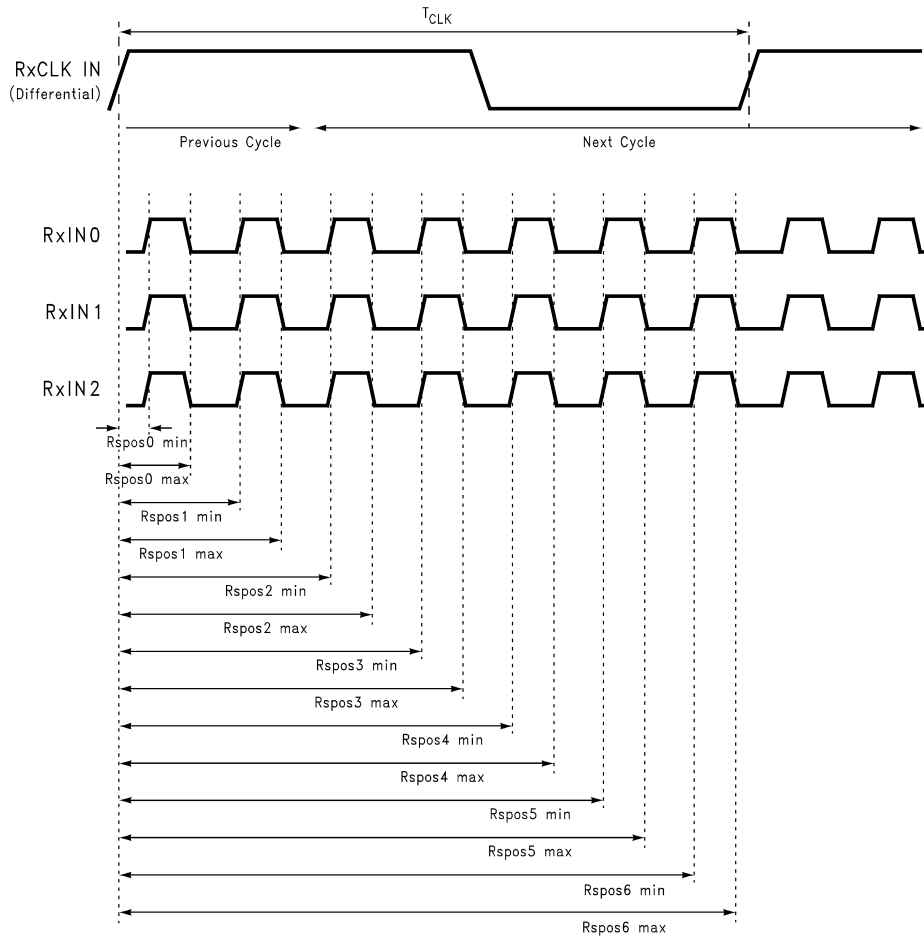 TCLK
RxCLK IN
(Differential)
Previous Cycle
Next Cycle
RxIN0
RxIN1
RxIN2
Rspos0 min
Rspos0 max
Rspos1 min
Rspos1 max
Rspos2 min
Rspos2 max
Rspos3 min
Rspos3 max
Rspos4 min
Rspos4 max
Rspos5 min
Rspos5 max
Rspos6 min
Rspos6 max